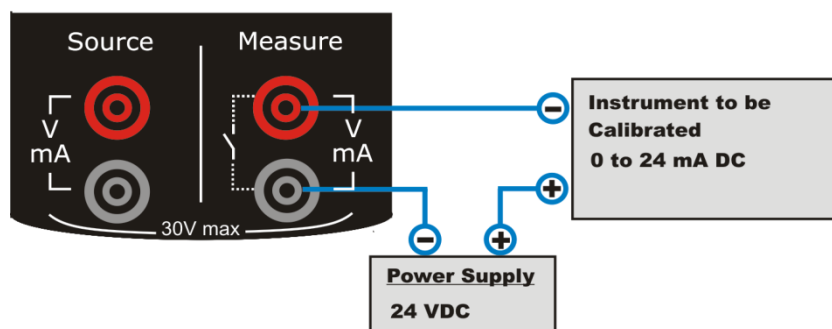 Source
Measure
V
mA
V
mA
30V max
Instrument to be
Calibrated
0 to 24 mA DC
Power Supply
24 VDC